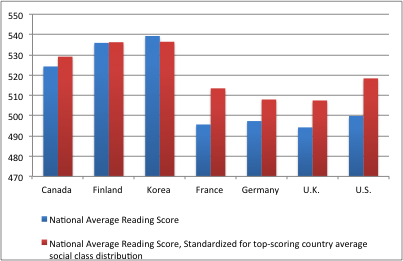 550
540
530
520
510
500
490
480
470
Canada Finland Korea France Germany U.K. U.S.
National Average Reading Score
National Average Reading Score, Standardized for top-scoring country average
social class distribution